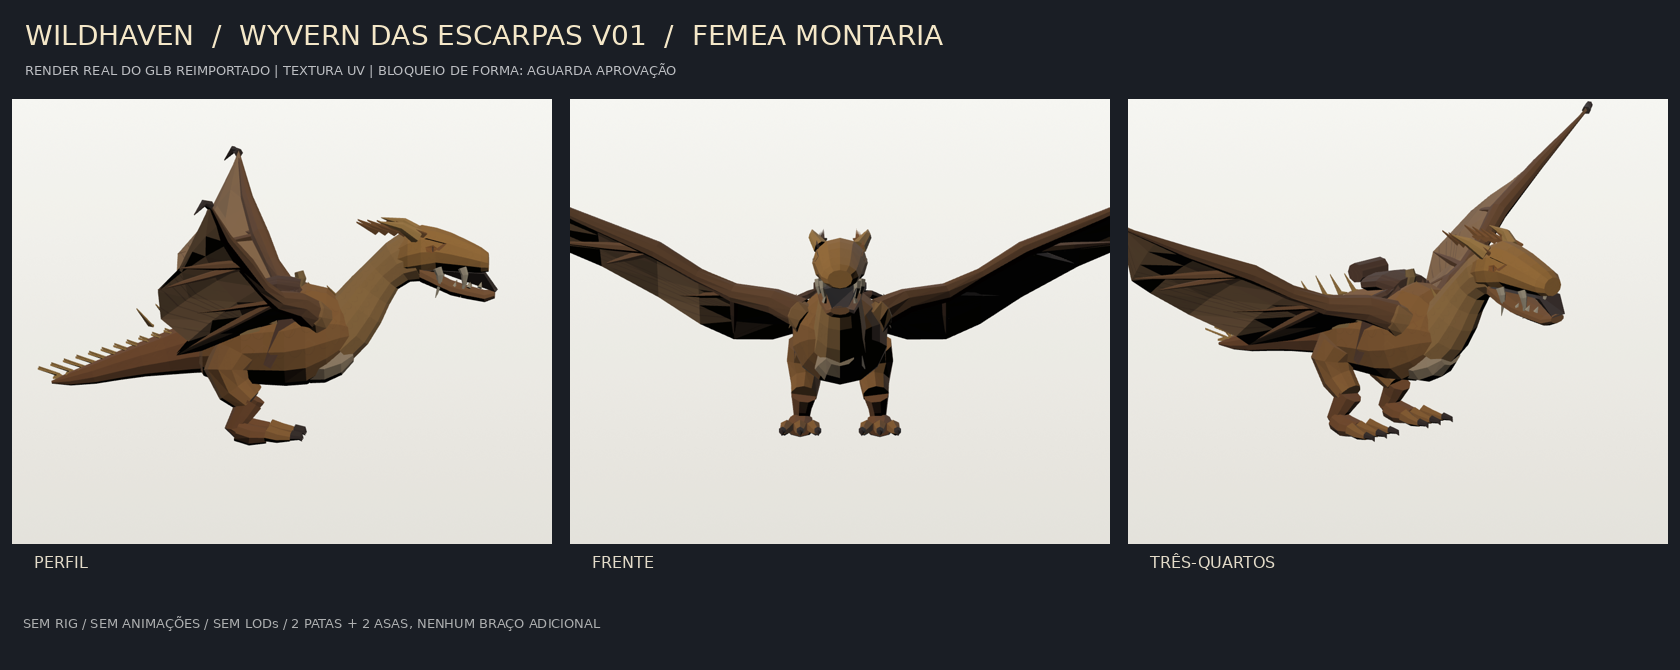 WILDHAVEN / WYVERN DAS ESCARPAS V01 / FEMEA MONTARIA
RENDER REAL DO GLB REIMPORTADO | TEXTURA UV | BLOQUEIO DE FORMA: AGUARDA APROVAÇÃO
PERFIL
FRENTE
TRÊS-QUARTOS
SEM RIG / SEM ANIMAÇÕES / SEM LODs / 2 PATAS + 2 ASAS, NENHUM BRAÇO ADICIONAL